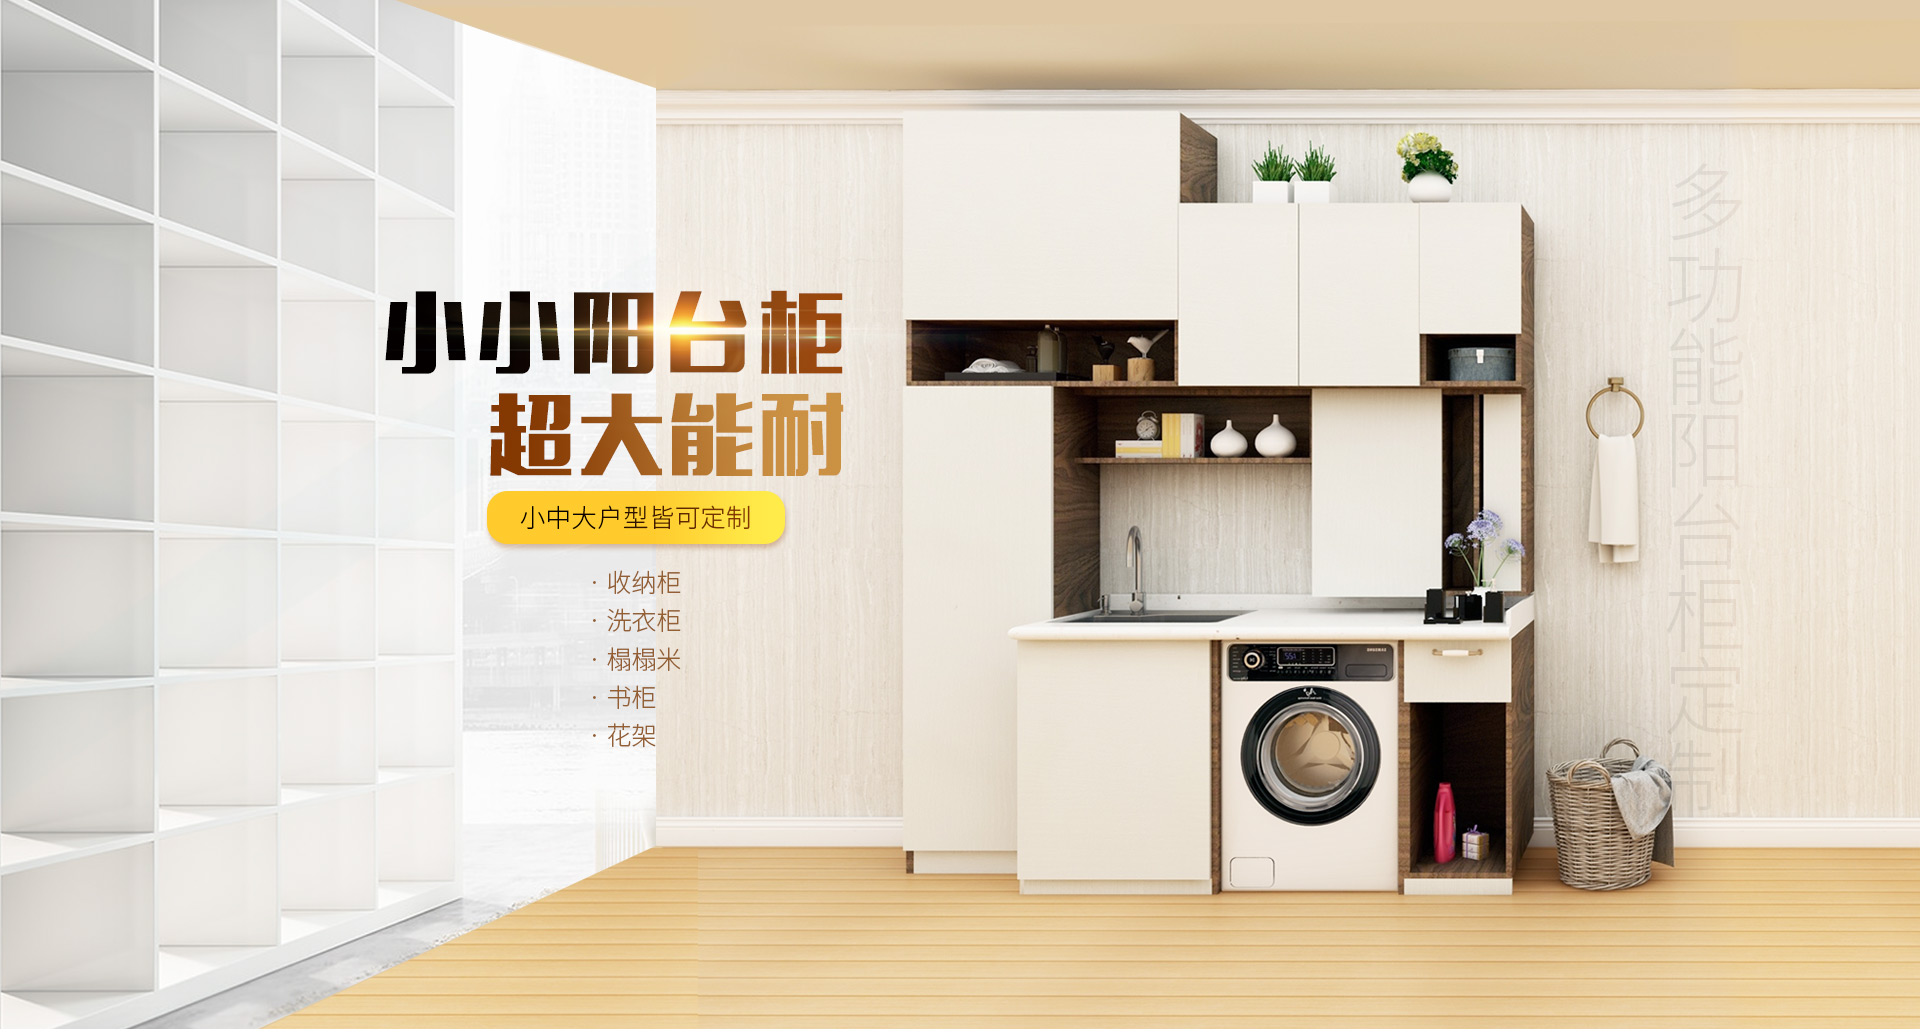 小小阳台柜
超大能耐
小中大户型皆可定制
· 收纳柜
· 洗衣柜
· 榻榻米
· 书柜
· 花架
多功能阳台柜定制